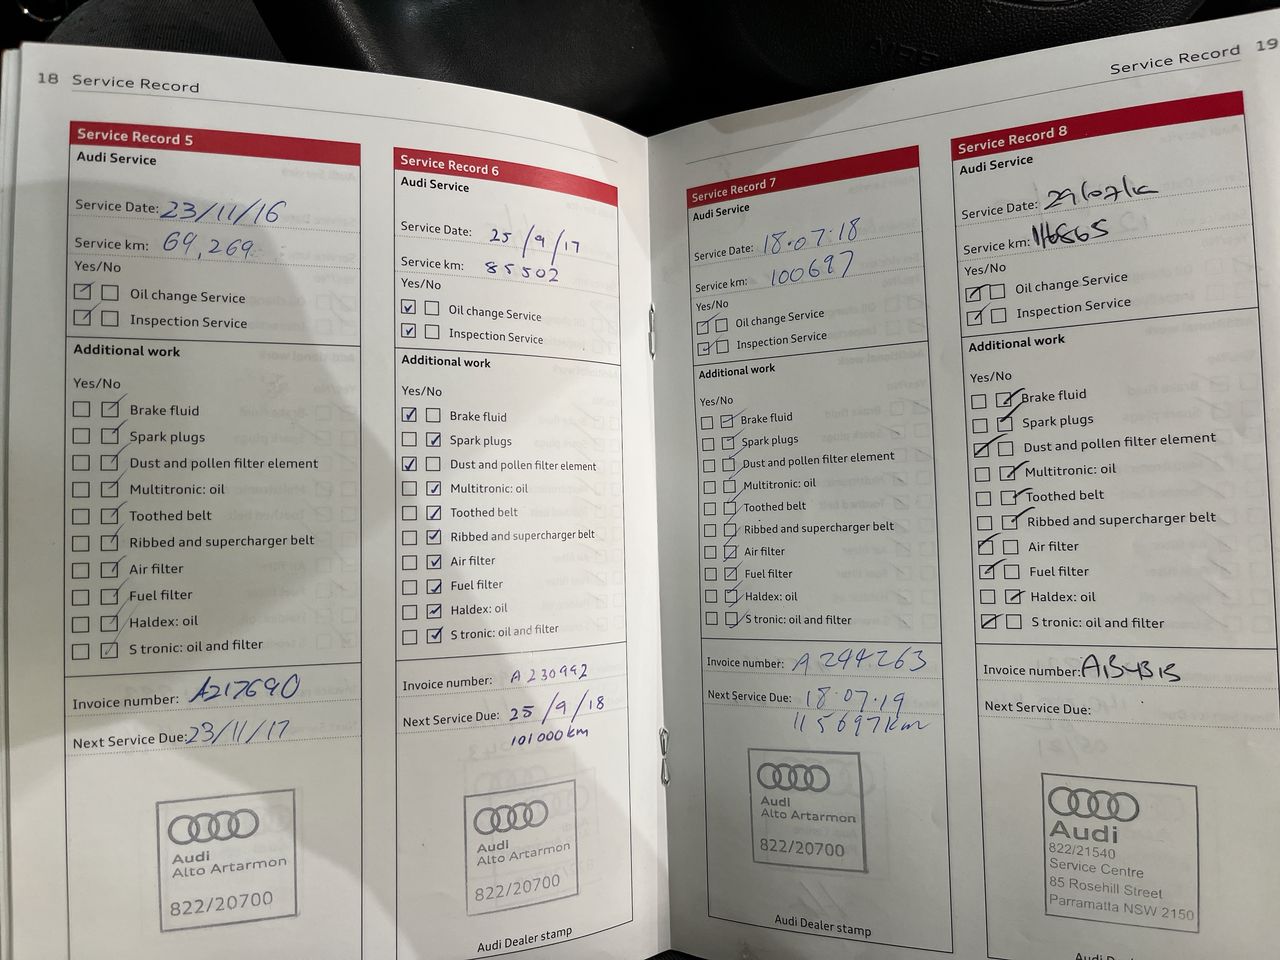 18 Service Record
Service Record 5
Audi Service
Service Date: 23/11/16
Service km: 69,269
Yes/No
Oil change Service
Inspection Service
Additional work
Yes/No
Brake fluid
Spark plugs
Dust and pollen filter element
Multitronic: oil
Toothed belt
Ribbed and supercharger belt
Air filter
Fuel filter
Haldex: oil
S tronic: oil and filter
Invoice number: A217690
Next Service Due: 23/11/17
Audi
Alto Artarmon
822/20700
Service Record 6
Audi Service
Service Date: 25/9/17
Service km: 85502
Yes/No
Oil change Service
Inspection Service
Additional work
Yes/No
Brake fluid
Spark plugs
Dust and pollen filter element
Multitronic: oil
Toothed belt
Ribbed and supercharger belt
Air filter
Fuel filter
Haldex: oil
S tronic: oil and filter
Invoice number: A230992
Next Service Due: 25/9/18
101000km
Audi
Alto Artarmon
822/20700
Audi Dealer stamp
Service Record 19
Service Record 7
Audi Service
Service Date: 18.07.18
Service km: 100697
Yes/No
Oil change Service
Inspection Service
Additional work
Yes/No
Brake fluid
Spark plugs
Dust and pollen filter element
Multitronic: oil
Toothed belt
Ribbed and supercharger belt
Air filter
Fuel filter
Haldex: oil
S tronic: oil and filter
Invoice number: A244263
Next Service Due: 18.07.19
115697km
Audi
Alto Artarmon
822/20700
Audi Dealer stamp
Service Record 8
Audi Service
Service Date:
Service km:
Yes/No
Oil change Service
Inspection Service
Additional work
Yes/No
Brake fluid
Spark plugs
Dust and pollen filter element
Multitronic: oil
Toothed belt
Ribbed and supercharger belt
Air filter
Fuel filter
Haldex: oil
S tronic: oil and filter
Invoice number:
Next Service Due:
Audi
822/21540
Service Centre
85 Rosehill Street
Parramatta NSW 2150